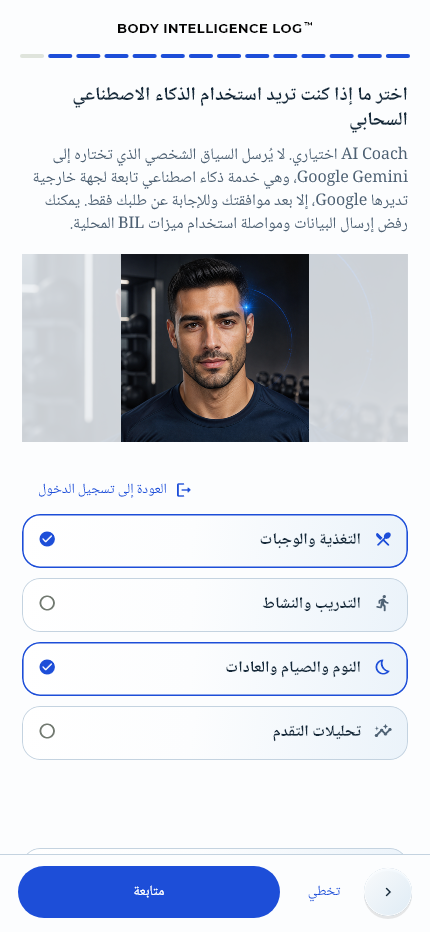 BODY INTELLIGENCE LOG™
اختر ما إذا كنت تريد استخدام الذكاء الاصطناعي
السحابي
AI Coach اختياري. لا يُرسل السياق الشخصي الذي تختاره إلى
Google Gemini، وهي خدمة ذكاء اصطناعي تابعة لجهة خارجية
تديرها Google، إلا بعد موافقتك وللإجابة عن طلبك فقط. يمكنك
رفض إرسال البيانات ومواصلة استخدام ميزات BIL المحلية.
العودة إلى تسجيل الدخول
التغذية والوجبات
التدريب والنشاط
النوم والصيام والعادات
تحليلات التقدم
تخطي
متابعة